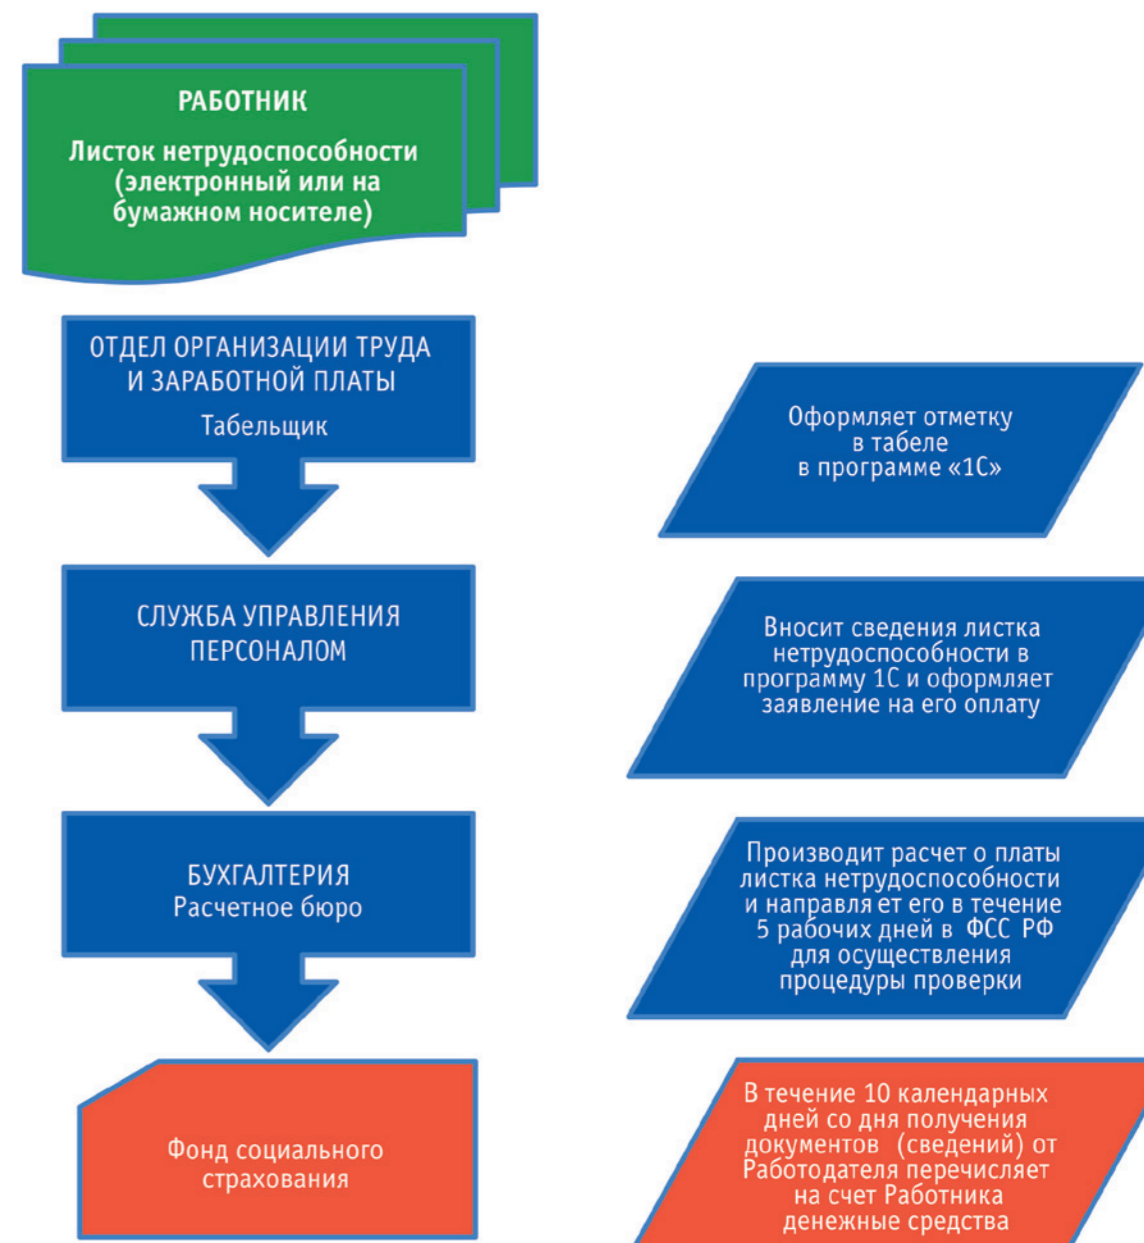 РАБОТНИК
Листок нетрудоспособности
(электронный или на
бумажном носителе)
ОТДЕЛ ОРГАНИЗАЦИИ ТРУДА
И ЗАРАБОТНОЙ ПЛАТЫ
Табельщик
Оформляет отметку
в табеле
в программе «1С»
СЛУЖБА УПРАВЛЕНИЯ
ПЕРСОНАЛОМ
Вносит сведения листка
нетрудоспособности в
программу 1С и оформляет
заявление на его оплату
БУХГАЛТЕРИЯ
Расчетное бюро
Производит расчет о платы
листка нетрудоспособности
и направля ет его в течение
5 рабочих дней в ФСС РФ
для осуществления
процедуры проверки
Фонд социального
страхования
В течение 10 календарных
дней со дня получения
документов (сведений) от
Работодателя перечисляет
на счет Работника
денежные средства